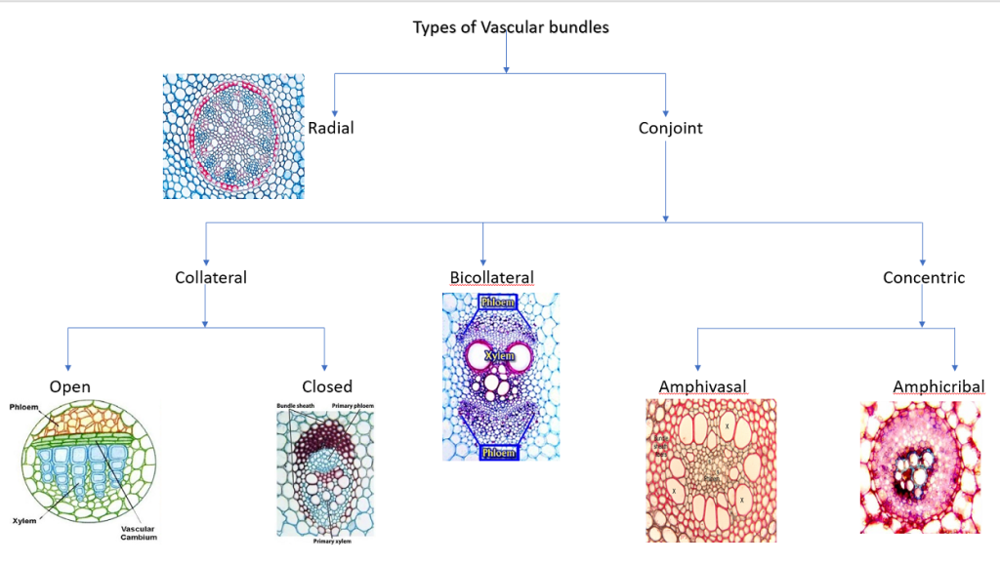 Types of Vascular bundles
Radial
Conjoint
Collateral
Bicollateral
Concentric
Phloem
Xylem
Phloem
Open
Closed
Amphivasal
Amphicribal
Phloem
Xylem
Vascular
Cambium
Bundle sheath
Primary phloem
Primary xylem
X
X
X